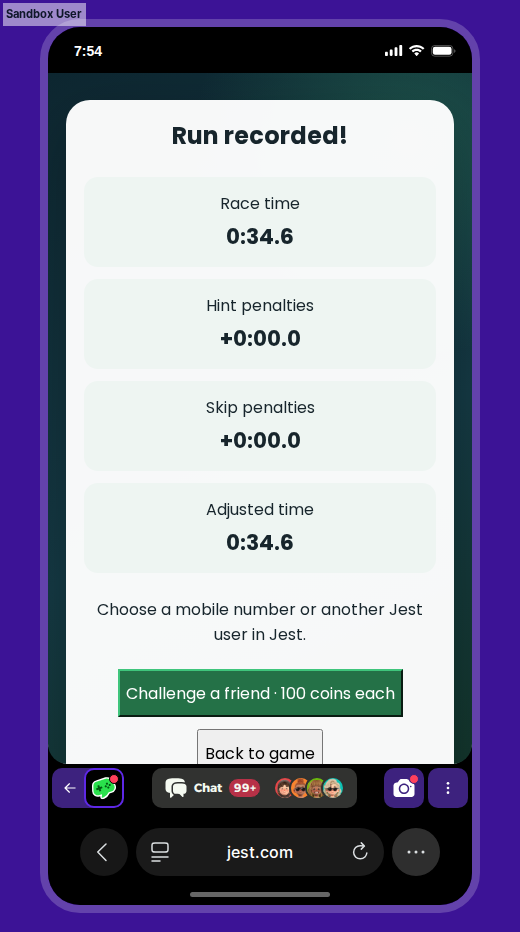 Sandbox User
7:54
Run recorded!
Race time
0:34.6
Hint penalties
+0:00.0
Skip penalties
+0:00.0
Adjusted time
0:34.6
Choose a mobile number or another Jest
user in Jest.
Challenge a friend · 100 coins each
Back to game
Chat 99+
jest.com